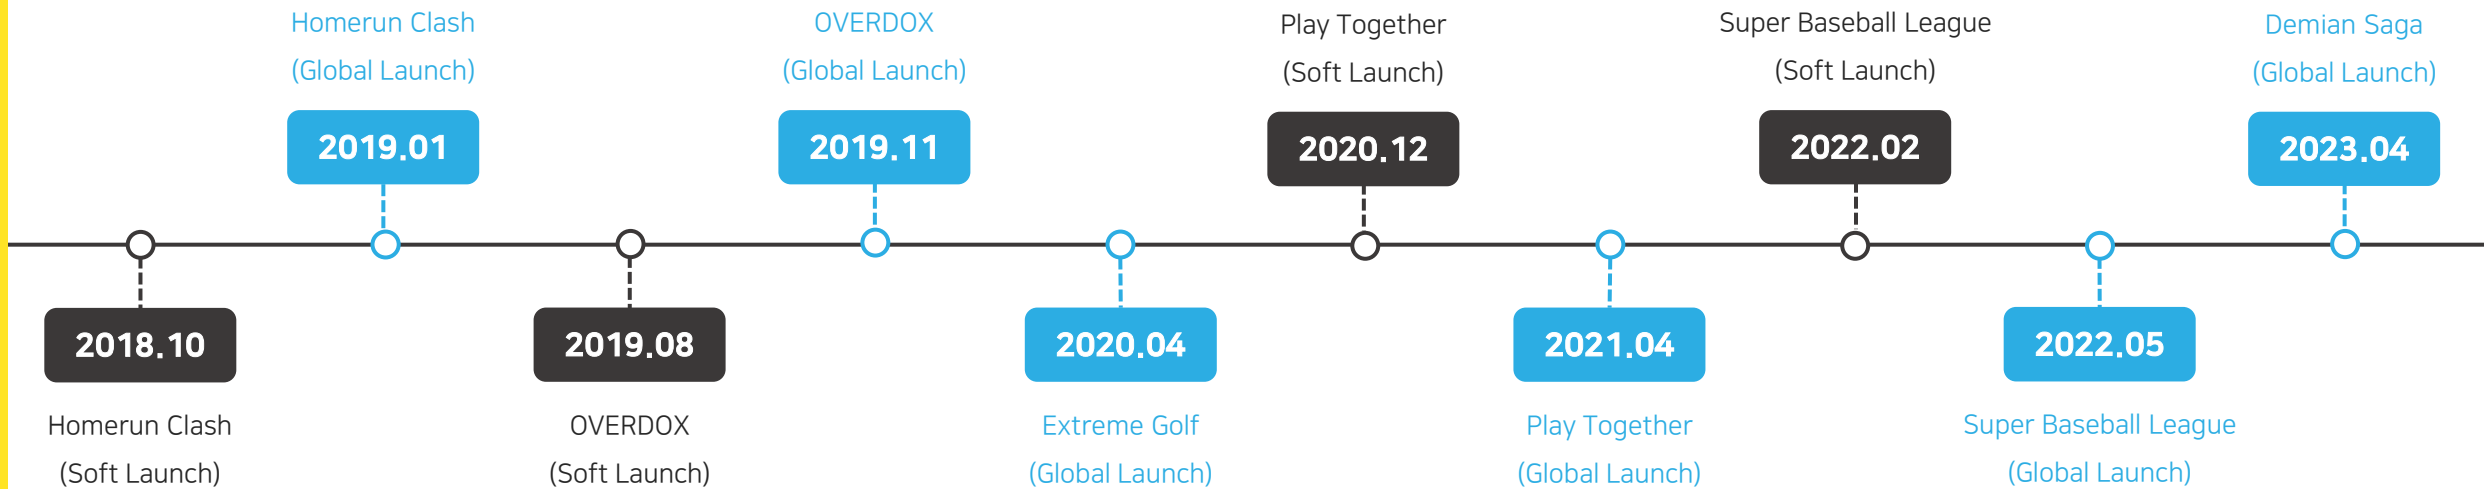 Homerun Clash
(Global Launch)
2019.01
OVERDOX
(Global Launch)
2019.11
Play Together
(Soft Launch)
2020.12
Super Baseball League
(Soft Launch)
2022.02
Demian Saga
(Global Launch)
2023.04
2018.10
Homerun Clash
(Soft Launch)
2019.08
OVERDOX
(Soft Launch)
2020.04
Extreme Golf
(Global Launch)
2021.04
Play Together
(Global Launch)
2022.05
Super Baseball League
(Global Launch)